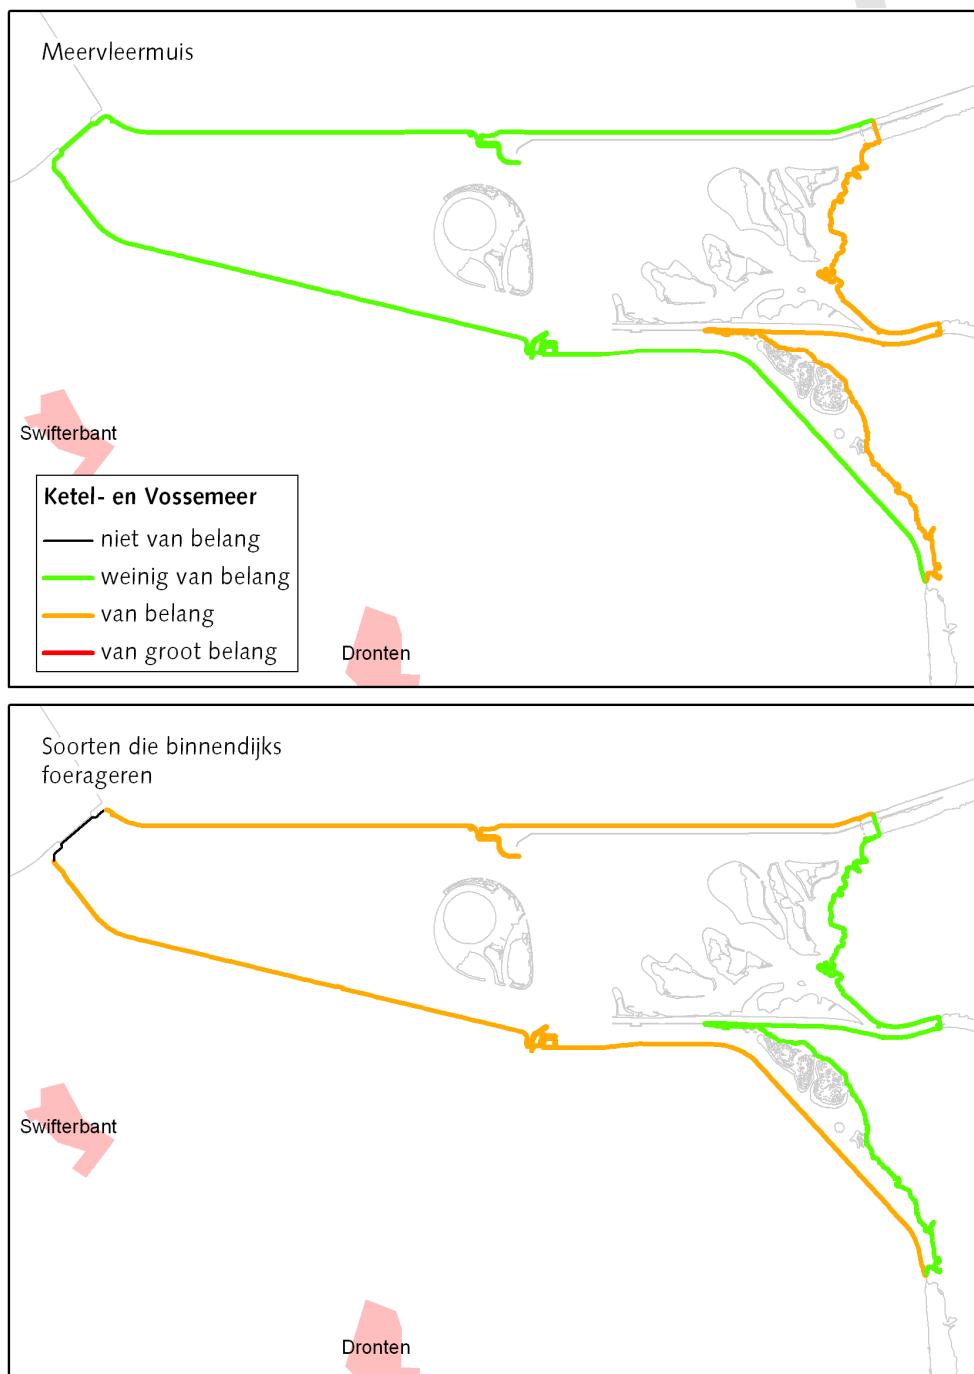 Meervleermuis
Swifterbant
Ketel- en Vossemeer
niet van belang
weinig van belang
van belang
van groot belang
Dronten
Soorten die binnendijks
foerageren
Swifterbant
Dronten